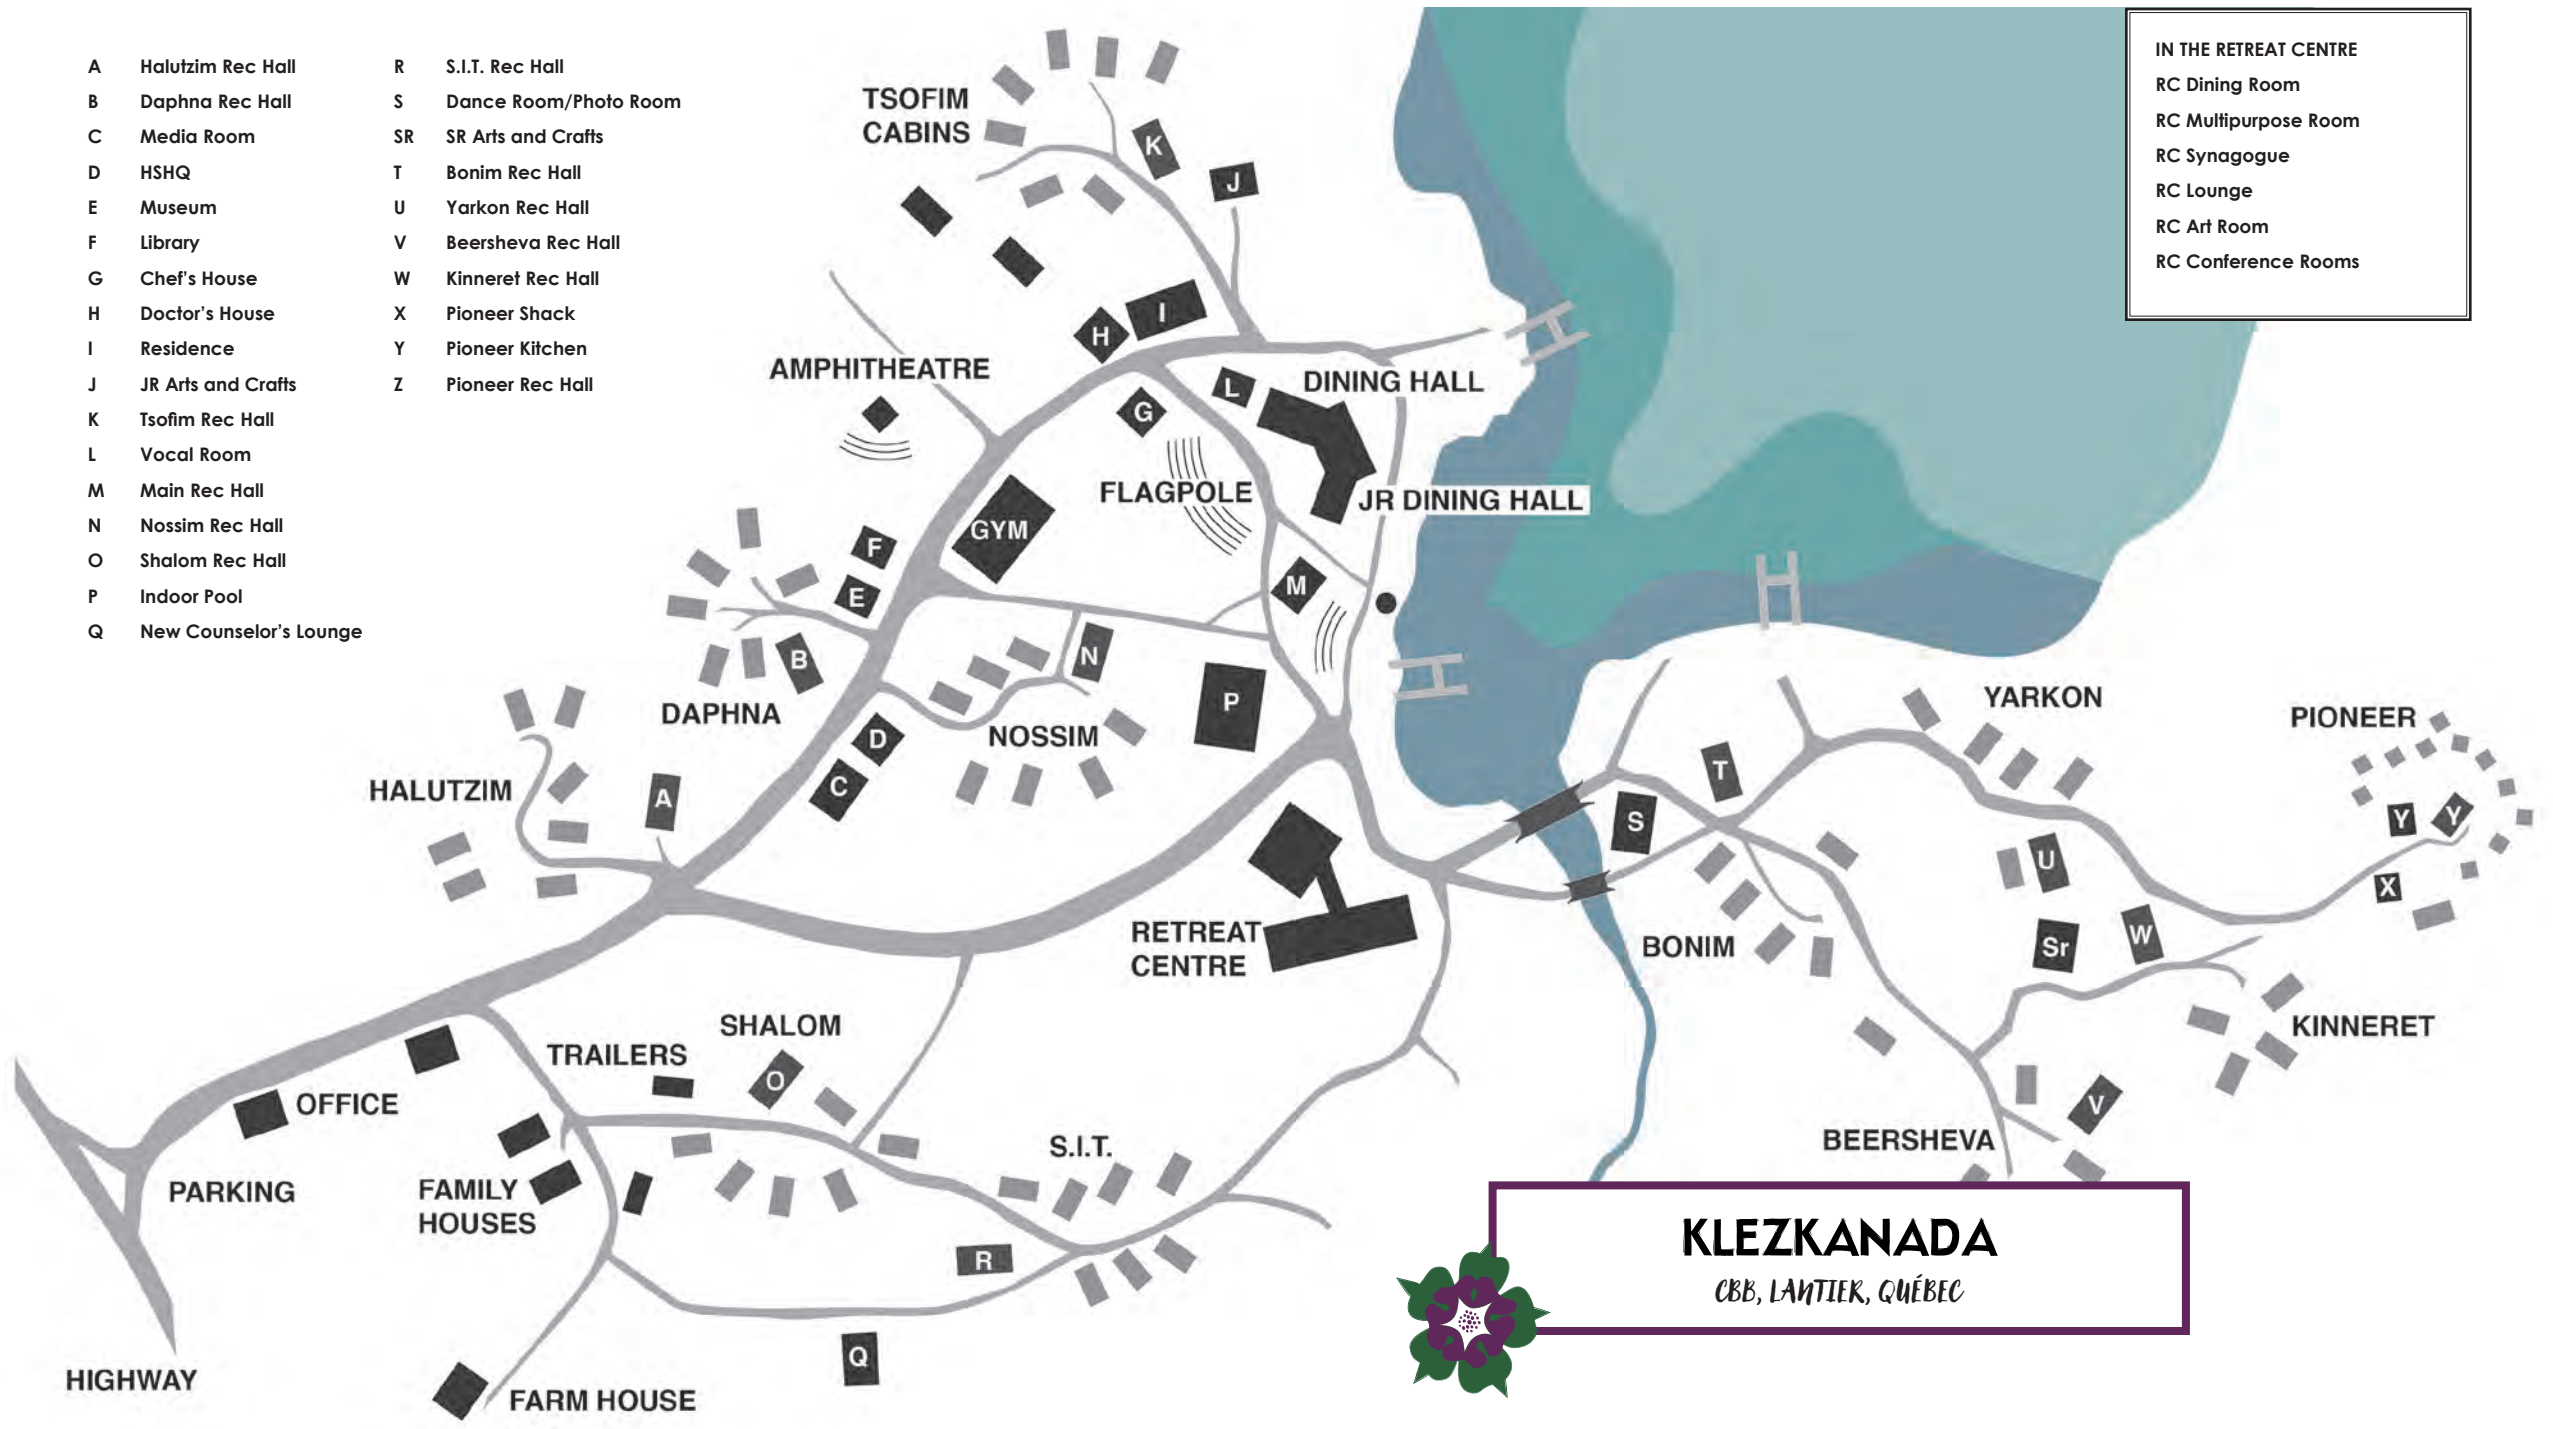 A Halutzim Rec Hall
B Daphna Rec Hall
C Media Room
D HSHQ
E Museum
F Library
G Chef's House
H Doctor's House
I Residence
J JR Arts and Crafts
K Tsofim Rec Hall
L Vocal Room
M Main Rec Hall
N Nossim Rec Hall
O Shalom Rec Hall
P Indoor Pool
Q New Counselor's Lounge
R S.I.T. Rec Hall
S Dance Room/Photo Room
SR SR Arts and Crafts
T Bonim Rec Hall
U Yarkon Rec Hall
V Beersheva Rec Hall
W Kinneret Rec Hall
X Pioneer Shack
Y Pioneer Kitchen
Z Pioneer Rec Hall
IN THE RETREAT CENTRE
RC Dining Room
RC Multipurpose Room
RC Synagogue
RC Lounge
RC Art Room
RC Conference Rooms
TSOFIM
CABINS
K
J
I
H
AMPHITHEATRE
L
DINING HALL
G
FLAGPOLE
JR DINING HALL
GYM
F
E
M
B
N
DAPHNA
P
D
NOSSIM
C
HALUTZIM
A
YARKON
PIONEER
T
S
Y
Y
U
X
RETREAT
CENTRE
BONIM
Sr
W
KINNERET
SHALOM
TRAILERS
O
V
OFFICE
BEERSHEVA
S.I.T.
PARKING
FAMILY
HOUSES
R
Q
HIGHWAY
FARM HOUSE
KLEZKANADA
CBB, LANTIER, QUÉBEC